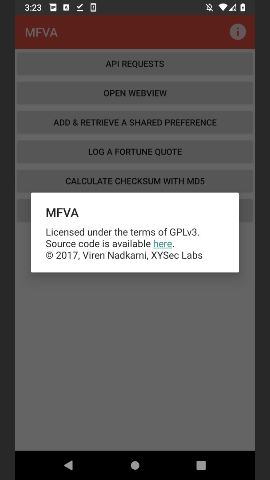 3:23
MFVA
API REQUESTS
OPEN WEBVIEW
ADD & RETRIEVE A SHARED PREFERENCE
LOG A FORTUNE QUOTE
CALCULATE CHECKSUM WITH MD5
MFVA
Licensed under the terms of GPLv3.
Source code is available here.
© 2017, Viren Nadkarni, XYSec Labs